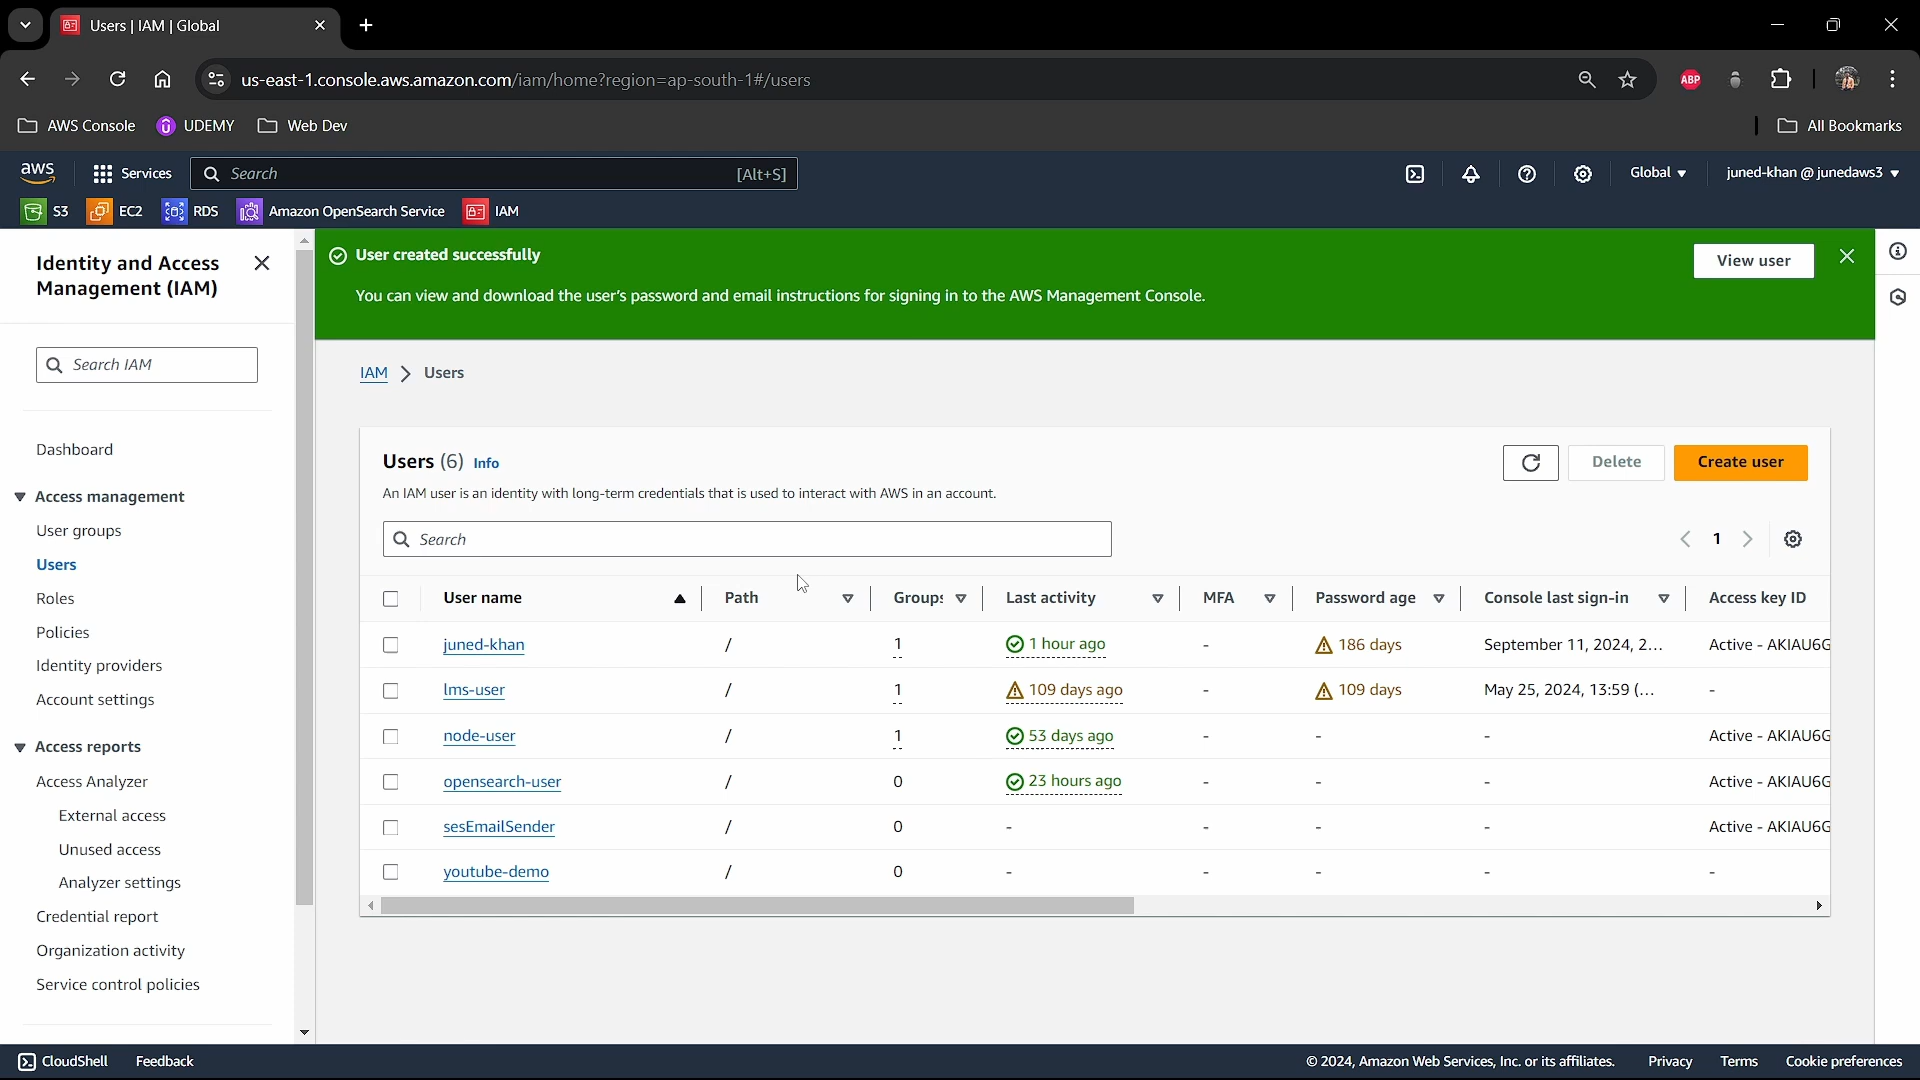 Users | IAM | Global
us-east-1.console.aws.amazon.com/iam/home?region=ap-south-1#/users
ABP
AWS Console UDEMY Web Dev All Bookmarks
aws Services Search [Alt+S] Global juned-khan @ junedaws3
S3 EC2 RDS Amazon OpenSearch Service IAM
Identity and Access
Management (IAM)
Search IAM
Dashboard
Access management
User groups
Users
Roles
Policies
Identity providers
Account settings
Access reports
Access Analyzer
External access
Unused access
Analyzer settings
Credential report
Organization activity
Service control policies
User created successfully
You can view and download the user's password and email instructions for signing in to the AWS Management Console.
View user
IAM > Users
Users (6) Info
Delete Create user
An IAM user is an identity with long-term credentials that is used to interact with AWS in an account.
Search
1
User name Path Groups Last activity MFA Password age Console last sign-in Access key ID
juned-khan / 1 1 hour ago - 186 days September 11, 2024, 2... Active - AKIAU6G
lms-user / 1 109 days ago - 109 days May 25, 2024, 13:59 (... -
node-user / 1 53 days ago - - - Active - AKIAU6G
opensearch-user / 0 23 hours ago - - - Active - AKIAU6G
sesEmailSender / 0 - - - - Active - AKIAU6G
youtube-demo / 0 - - - - -
CloudShell Feedback © 2024, Amazon Web Services, Inc. or its affiliates. Privacy Terms Cookie preferences